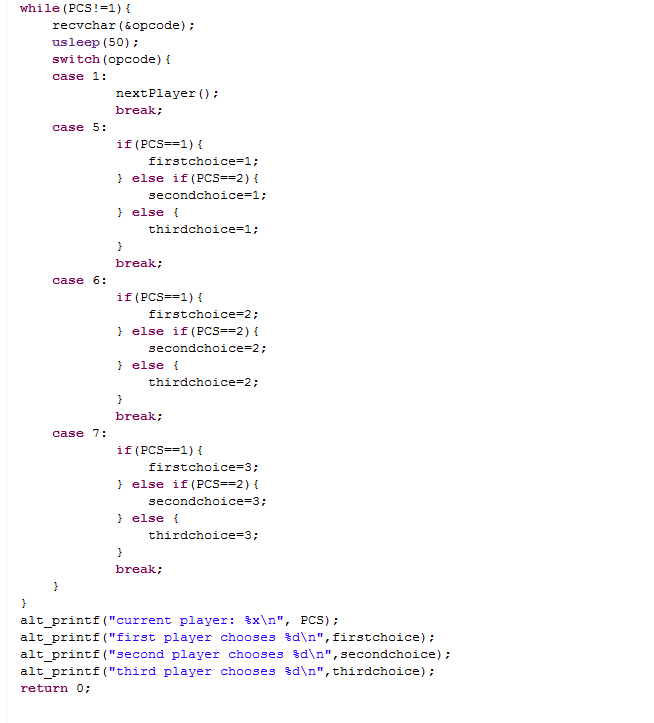 while(PCS!=1){
    recvchar(&opcode);
    usleep(50);
    switch(opcode){
    case 1:
            nextPlayer();
            break;
    case 5:
            if(PCS==1){
                firstchoice=1;
            } else if(PCS==2){
                secondchoice=1;
            } else {
                thirdchoice=1;
            }
            break;
    case 6:
            if(PCS==1){
                firstchoice=2;
            } else if(PCS==2){
                secondchoice=2;
            } else {
                thirdchoice=2;
            }
            break;
    case 7:
            if(PCS==1){
                firstchoice=3;
            } else if(PCS==2){
                secondchoice=3;
            } else {
                thirdchoice=3;
            }
            break;
    }
}
alt_printf("current player: %x\n", PCS);
alt_printf("first player chooses %d\n",firstchoice);
alt_printf("second player chooses %d\n",secondchoice);
alt_printf("third player chooses %d\n",thirdchoice);
return 0;